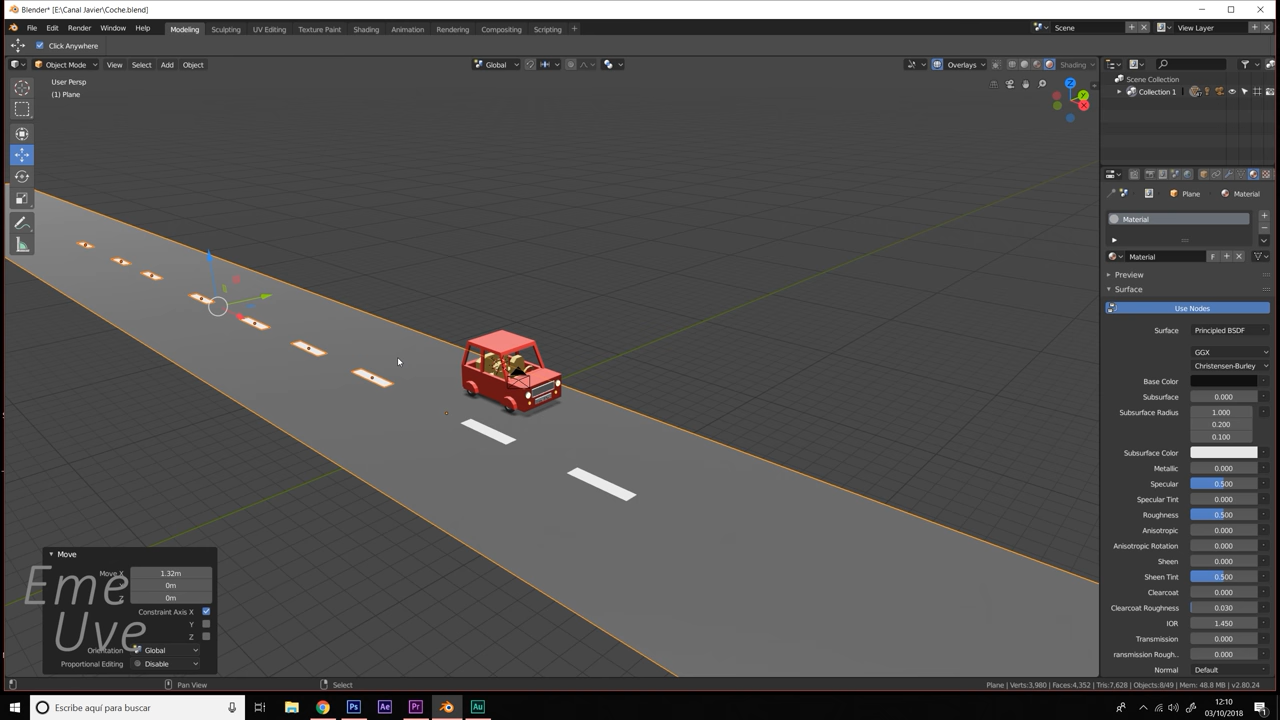 Blender* [E:\Canal Javier\Coche.blend]
File Edit Render Window Help Modeling Sculpting UV Editing Texture Paint Shading Animation Rendering Compositing Scripting Scene View Layer
Click Anywhere
Object Mode View Select Add Object Global Overlays Shading
User Persp
(1) Plane
Z
Y
X
Scene Collection
Collection 1
Plane Material
Material
Material F
Preview
Surface
Use Nodes
Surface Principled BSDF
GGX
Christensen-Burley
Base Color
Subsurface 0.000
Subsurface Radius 1.000
0.200
0.100
Subsurface Color
Metallic 0.000
Specular 0.500
Specular Tint 0.000
Roughness 0.500
Anisotropic 0.000
Anisotropic Rotation 0.000
Sheen 0.000
Sheen Tint 0.500
Clearcoat 0.000
Clearcoat Roughness 0.030
IOR 1.450
Transmission 0.000
ransmission Rough.. 0.000
Normal Default
Move
Move X 1.32m
0m
Z 0m
Constraint Axis X
Y
Z
Orientation Global
Proportional Editing Disable
Eme
Uve
Pan View Select Plane | Verts:3,980 | Faces:4,352 | Tris:7,628 | Objects:8/49 | Mem: 48.8 MB | v2.80.24
Escribe aquí para buscar Ps Ae Pr Au 12:10
03/10/2018